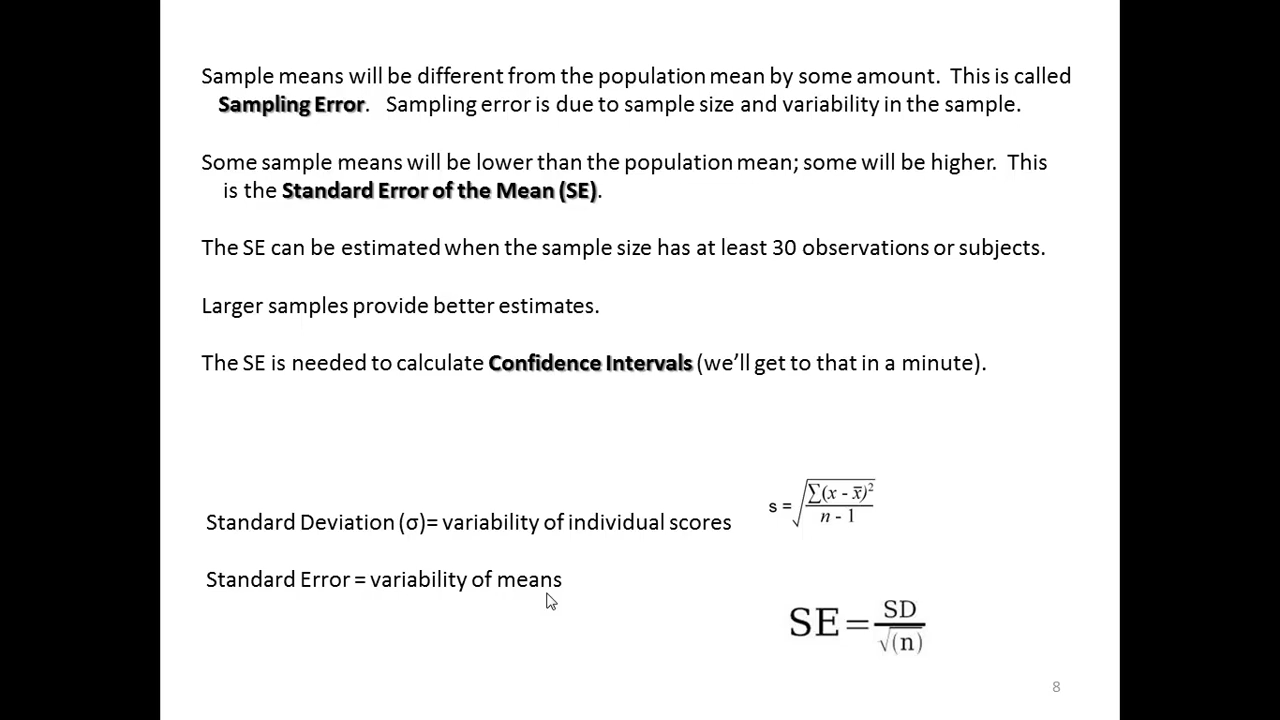 Sample means will be different from the population mean by some amount. This is called
Sampling Error. Sampling error is due to sample size and variability in the sample.
Some sample means will be lower than the population mean; some will be higher. This
is the Standard Error of the Mean (SE).
The SE can be estimated when the sample size has at least 30 observations or subjects.
Larger samples provide better estimates.
The SE is needed to calculate Confidence Intervals (we’ll get to that in a minute).
Standard Deviation (σ)= variability of individual scores
s = √(∑(x - x̄)² / n - 1)
Standard Error = variability of means
SE = SD / √(n)
8